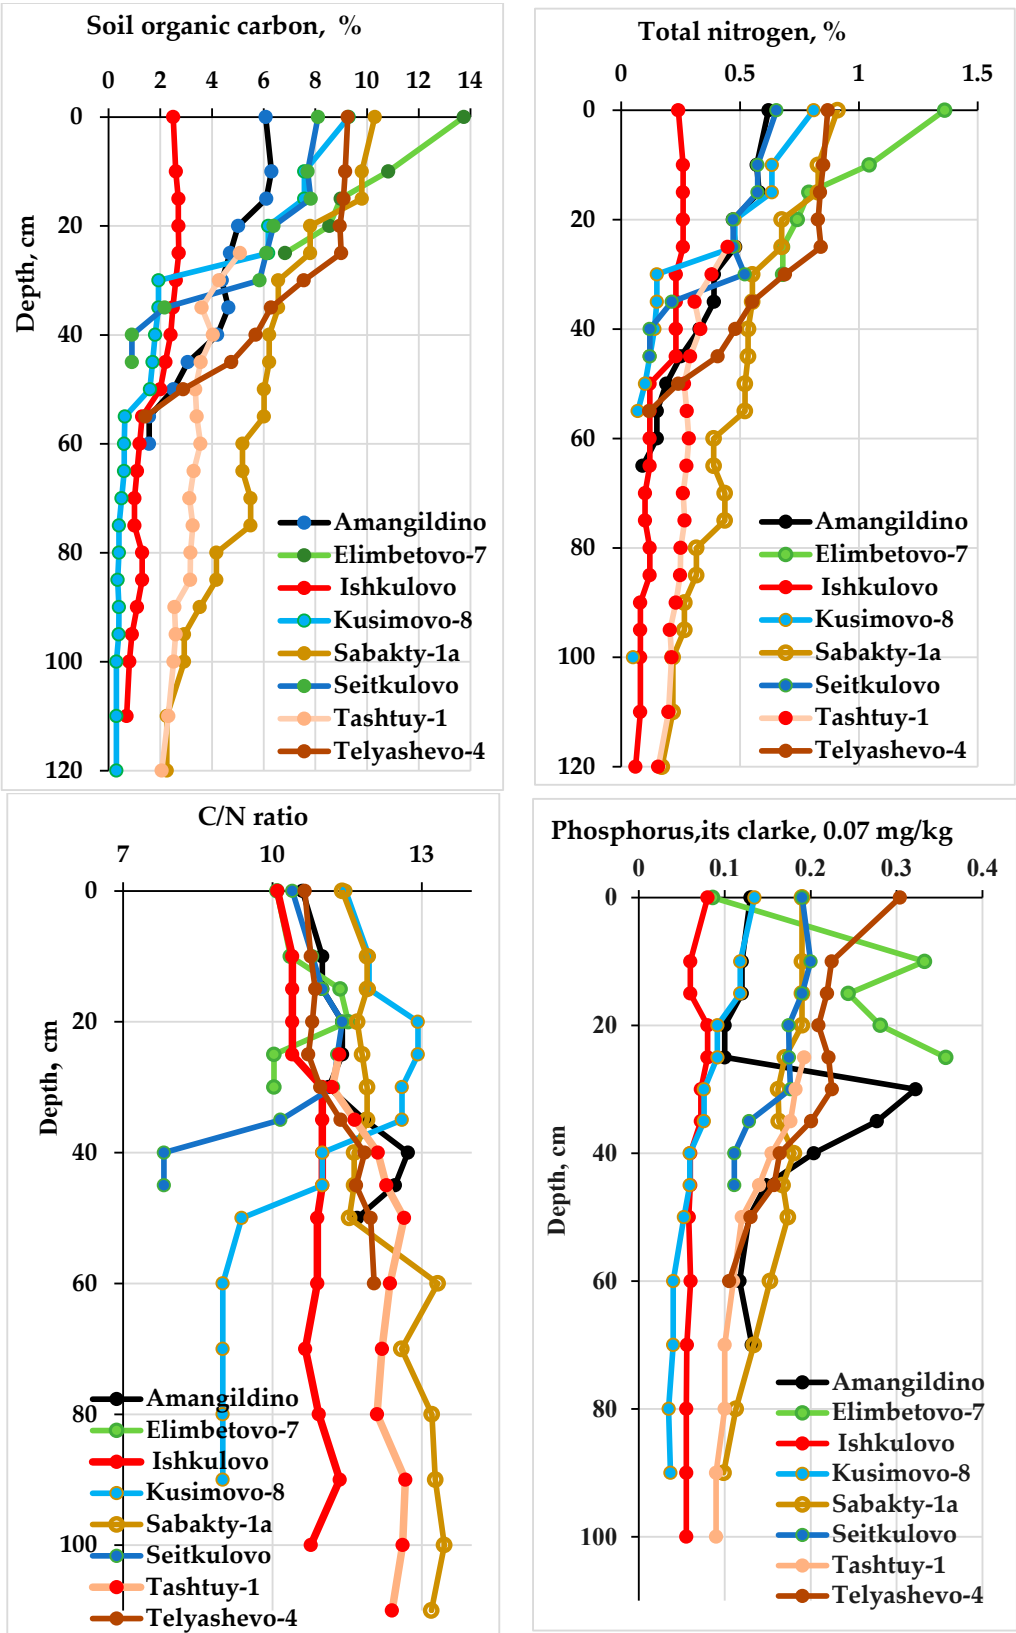 Soil organic carbon, %
0 2 4 6 8 10 12 14
0
20
40
60
80
100
120
Depth, cm
Amangildino
Elimbetovo-7
Ishkulovo
Kusimovo-8
Sabakty-1a
Seitkulovo
Tashtuy-1
Telyashevo-4
Total nitrogen, %
0 0.5 1 1.5
0
20
40
60
80
100
120
Depth, cm
Amangildino
Elimbetovo-7
Ishkulovo
Kusimovo-8
Sabakty-1a
Seitkulovo
Tashtuy-1
Telyashevo-4
C/N ratio
7 10 13
0
20
40
60
80
100
Depth, cm
Amangildino
Elimbetovo-7
Ishkulovo
Kusimovo-8
Sabakty-1a
Seitkulovo
Tashtuy-1
Telyashevo-4
Phosphorus,its clarke, 0.07 mg/kg
0 0.1 0.2 0.3 0.4
0
20
40
60
80
100
Depth, cm
Amangildino
Elimbetovo-7
Ishkulovo
Kusimovo-8
Sabakty-1a
Seitkulovo
Tashtuy-1
Telyashevo-4